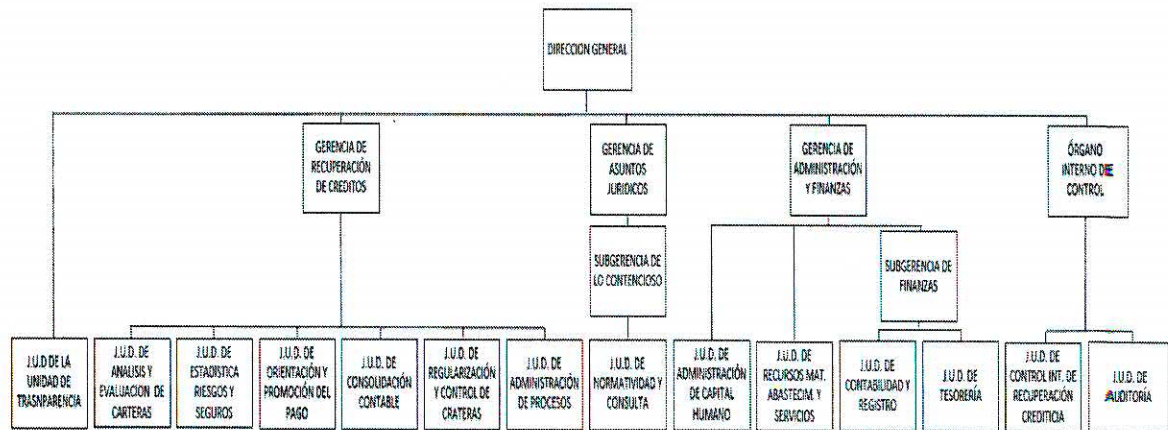 DIRECCION GENERAL
GERENCIA DE
RECUPERACIÓN
DE CREDITOS
GERENCIA DE
ASUNTOS
JURIDICOS
GERENCIA DE
ADMINISTRACIÓN
Y FINANZAS
ÓRGANO
INTERNO DE
CONTROL
SUBGERENCIA DE
LO CONTENCIOSO
SUBGERENCIA DE
FINANZAS
J.U.D DE LA
UNIDAD DE
TRASNPARENCIA
J.U.D. DE
ANALISIS Y
EVALUACION DE
CARTERAS
J.U.D. DE
ESTADISTICA
RIESGOS Y
SEGUROS
J.U.D. DE
ORIENTACIÓN Y
PROMOCIÓN DEL
PAGO
J.U.D. DE
CONSOLIDACIÓN
CONTABLE
J.U.D. DE
REGULARIZACIÓN
Y CONTROL DE
CRATERAS
J.U.D. DE
ADMINISTRACIÓN
DE PROCESOS
J.U.D. DE
NORMATIVIDAD Y
CONSULTA
J.U.D. DE
ADMINISTRACIÓN
DE CAPITAL
HUMANO
J.U.D. DE
RECURSOS MAT.
ABASTECIM. Y
SERVICIOS
J.U.D. DE
CONTABILIDAD Y
REGISTRO
J.U.D. DE
TESORERÍA
J.U.D. DE
CONTROL INT. DE
RECUPERACIÓN
CREDITICIA
J.U.D. DE
AUDITORÍA